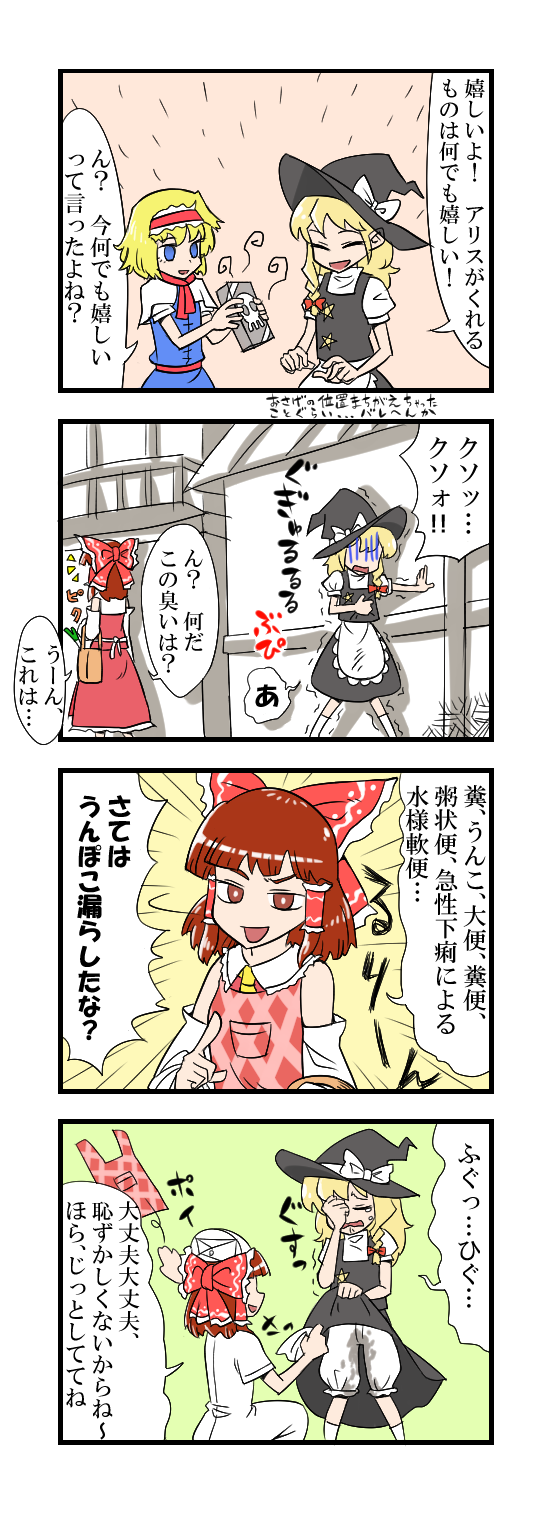 嬉しいよ! アリスがくれる
ものは何でも嬉しい!
ん? 今何でも嬉しい
って言ったよね?
おさげの位置まちがえちゃった
ことぐらい...バレへんか
クソッ…
クソォ!!
ぐぎゅるるるる
ぶぴ
あ
ん? 何だ
この臭いは?
ピク
うーん、
これは…
糞、うんこ、大便、糞便、
粥状便、急性下痢による
水様軟便…
るりーん
さては
うんぽこ漏らしたな?
ふぐっ…ひぐ…
ぐすっ
ポイ
大丈夫大丈夫、
恥ずかしくないからね〜
ほら、じっとしててね